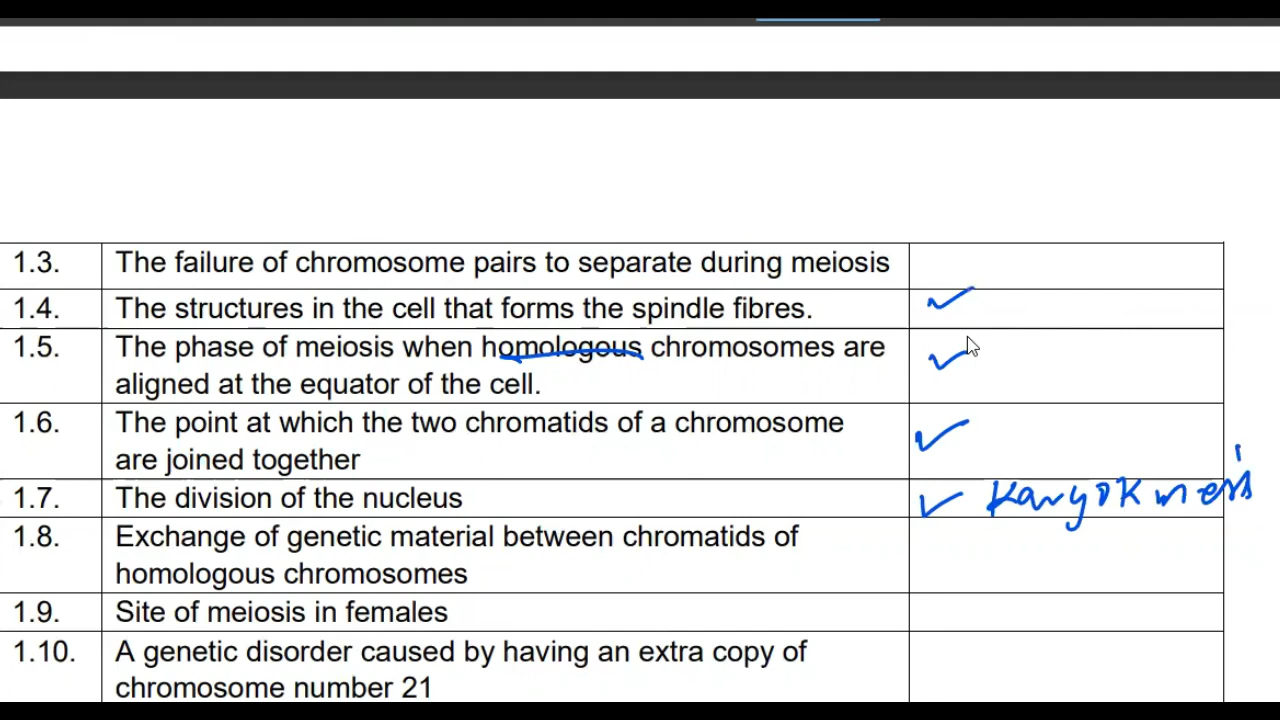 1.3. The failure of chromosome pairs to separate during meiosis
1.4. The structures in the cell that forms the spindle fibres.
1.5. The phase of meiosis when homologous chromosomes are
aligned at the equator of the cell.
1.6. The point at which the two chromatids of a chromosome
are joined together
1.7. The division of the nucleus
1.8. Exchange of genetic material between chromatids of
homologous chromosomes
1.9. Site of meiosis in females
1.10. A genetic disorder caused by having an extra copy of
chromosome number 21